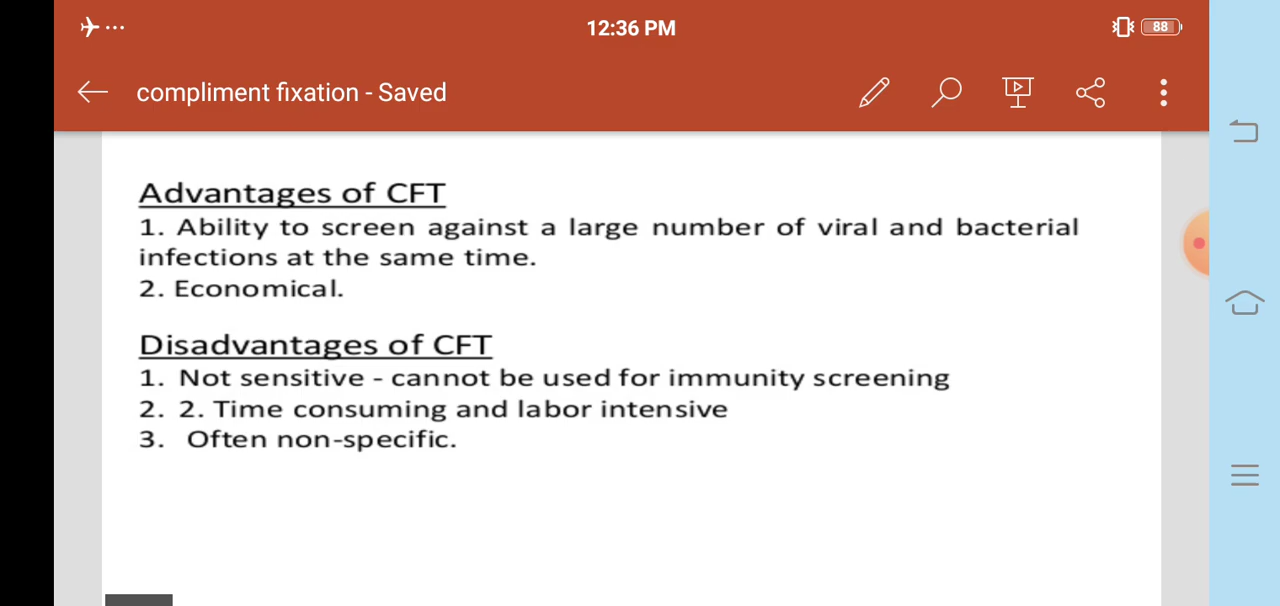 12:36 PM
88
compliment fixation - Saved
Advantages of CFT
1. Ability to screen against a large number of viral and bacterial
infections at the same time.
2. Economical.
Disadvantages of CFT
1. Not sensitive - cannot be used for immunity screening
2. 2. Time consuming and labor intensive
3. Often non-specific.